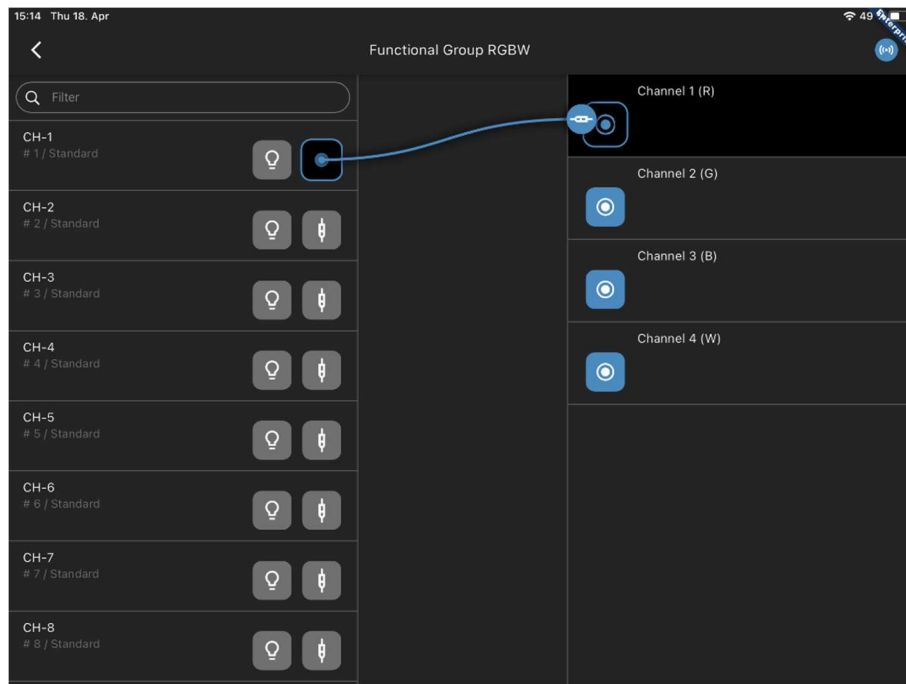 15:14 Thu 18. Apr
49
Functional Group RGBW
Filter
CH-1
# 1 / Standard
CH-2
# 2 / Standard
CH-3
# 3 / Standard
CH-4
# 4 / Standard
CH-5
# 5 / Standard
CH-6
# 6 / Standard
CH-7
# 7 / Standard
CH-8
# 8 / Standard
Channel 1 (R)
Channel 2 (G)
Channel 3 (B)
Channel 4 (W)